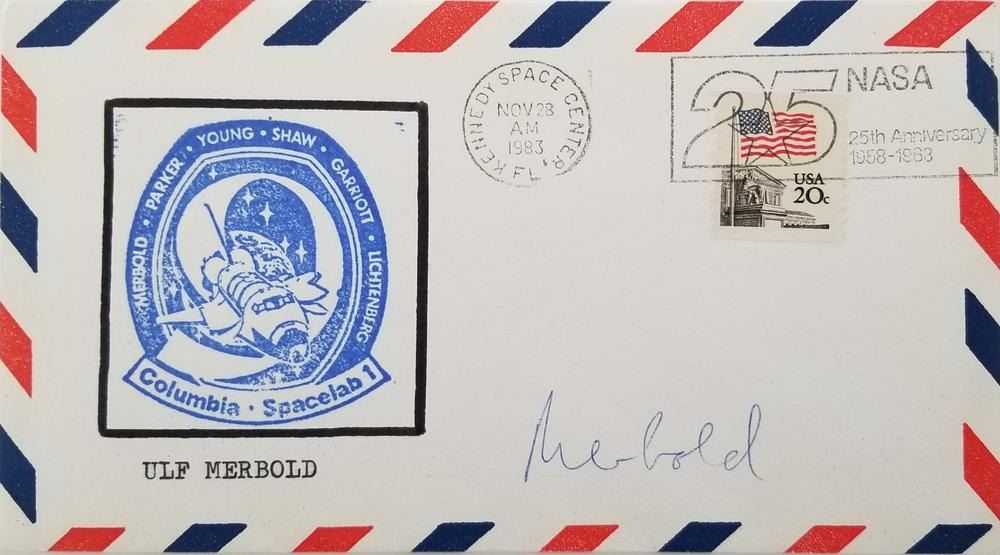 MERBOLD • PARKER • YOUNG • SHAW • GARRIOTT • LICHTENBERG
Columbia • Spacelab 1
ULF MERBOLD
KENNEDY SPACE CENTER, FL
NOV 28
AM
1983
25 NASA
25th Anniversary
1958-1983
USA
20c
Merbold